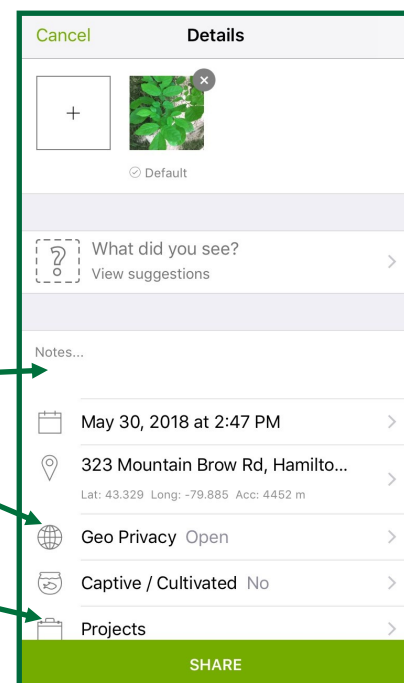 Cancel Details
+
Default
What did you see?
View suggestions
Notes...
May 30, 2018 at 2:47 PM
323 Mountain Brow Rd, Hamilto...
Lat: 43.329 Long: -79.885 Acc: 4452 m
Geo Privacy Open
Captive / Cultivated No
Projects
SHARE